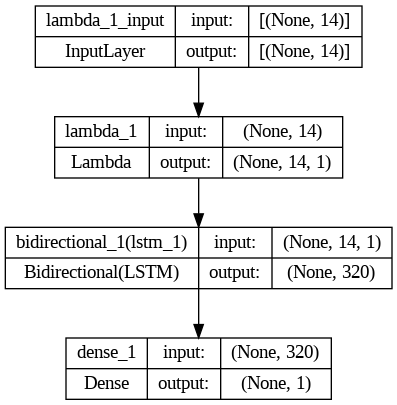 lambda_1_input input: [(None, 14)]
InputLayer output: [(None, 14)]
lambda_1 input: (None, 14)
Lambda output: (None, 14, 1)
bidirectional_1(lstm_1) input: (None, 14, 1)
Bidirectional(LSTM) output: (None, 320)
dense_1 input: (None, 320)
Dense output: (None, 1)